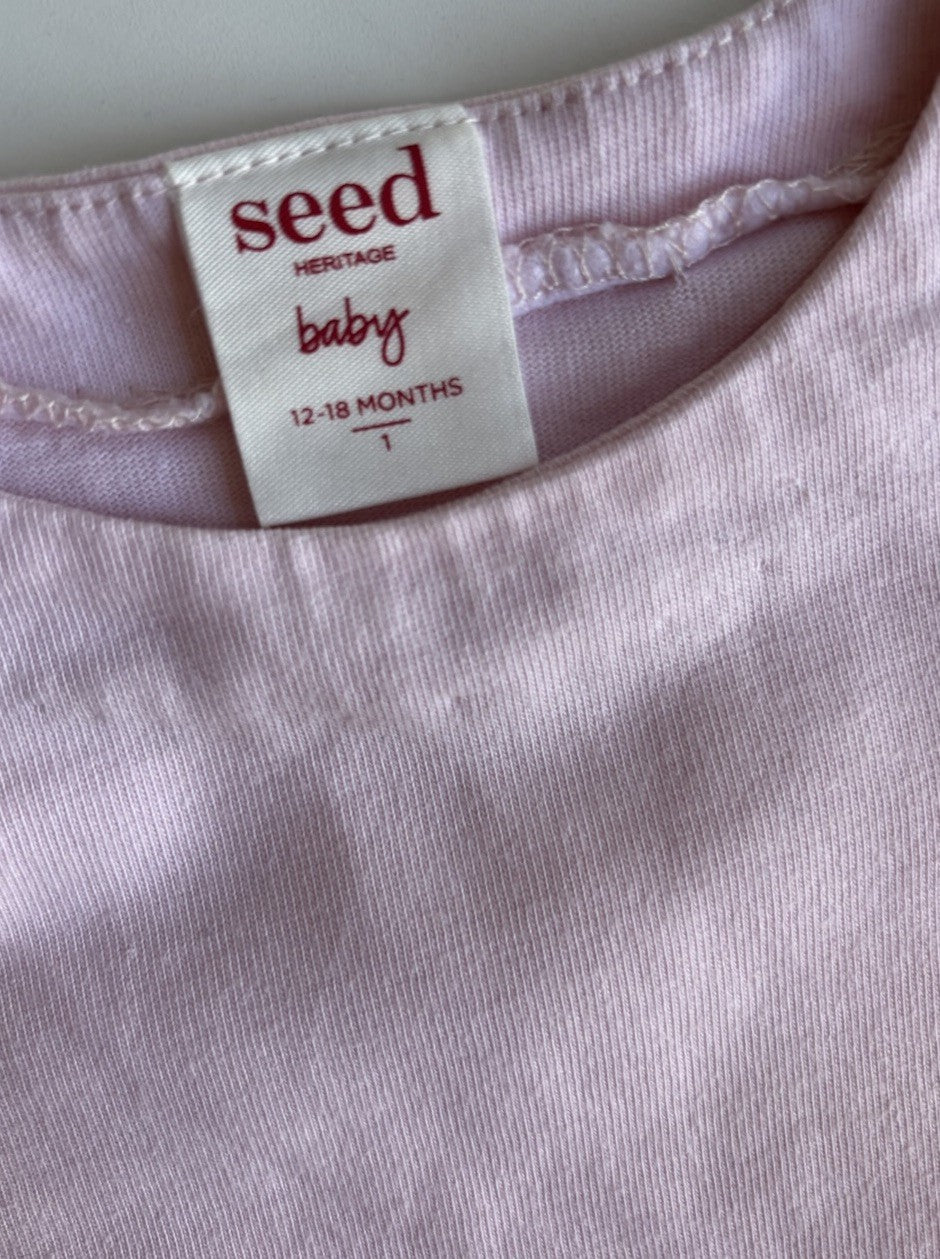 seed
HERITAGE
baby
12-18 MONTHS
1